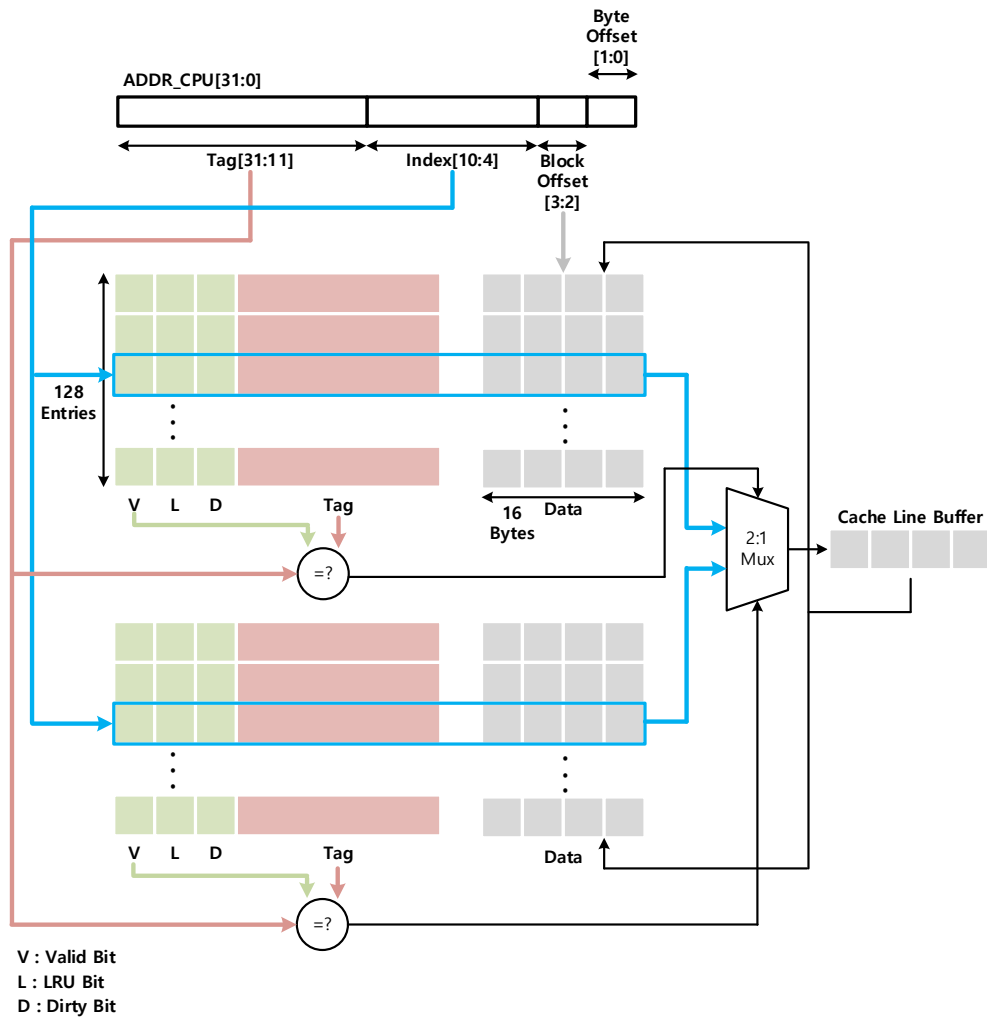 Byte
Offset
[1:0]
ADDR_CPU[31:0]
Tag[31:11]
Index[10:4]
Block
Offset
[3:2]
128
Entries
V L D Tag
16
Bytes
Data
=?
2:1
Mux
Cache Line Buffer
V L D Tag
Data
=?
V : Valid Bit
L : LRU Bit
D : Dirty Bit